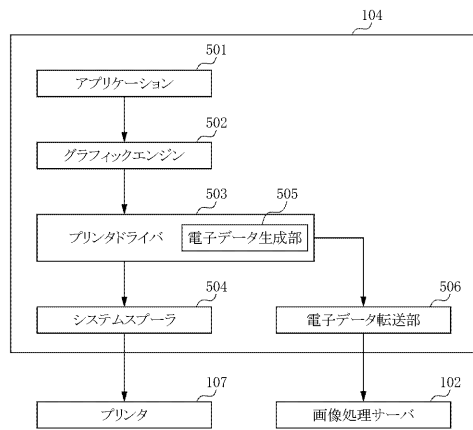 104
501
アプリケーション
502
グラフィックエンジン
503
505
プリンタドライバ
電子データ生成部
504
システムスプーラ
506
電子データ転送部
107
プリンタ
102
画像処理サーバ